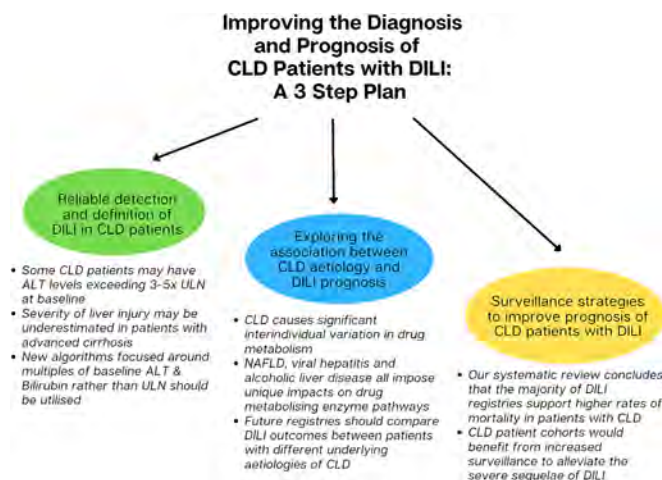 Improving the Diagnosis
and Prognosis of
CLD Patients with DILI:
A 3 Step Plan
Reliable detection
and definition of
DILI in CLD patients
• Some CLD patients may have
ALT levels exceeding 3-5x ULN
at baseline
• Severity of liver injury may be
underestimated in patients with
advanced cirrhosis
• New algorithms focused around
multiples of baseline ALT &
Bilirubin rather than ULN should
be utilised
Exploring the
association between
CLD aetiology and
DILI prognosis
• CLD causes significant
interindividual variation in drug
metabolism
• NAFLD, viral hepatitis and
alcoholic liver disease all impose
unique impacts on drug
metabolising enzyme pathways
• Future registries should compare
DILI outcomes between patients
with different underlying
aetiologies of CLD
Surveillance strategies
to improve prognosis of
CLD patients with DILI
• Our systematic review concludes
that the majority of DILI
registries support higher rates of
mortality in patients with CLD
• CLD patient cohorts would
benefit from increased
surveillance to alleviate the
severe sequelae of DILI